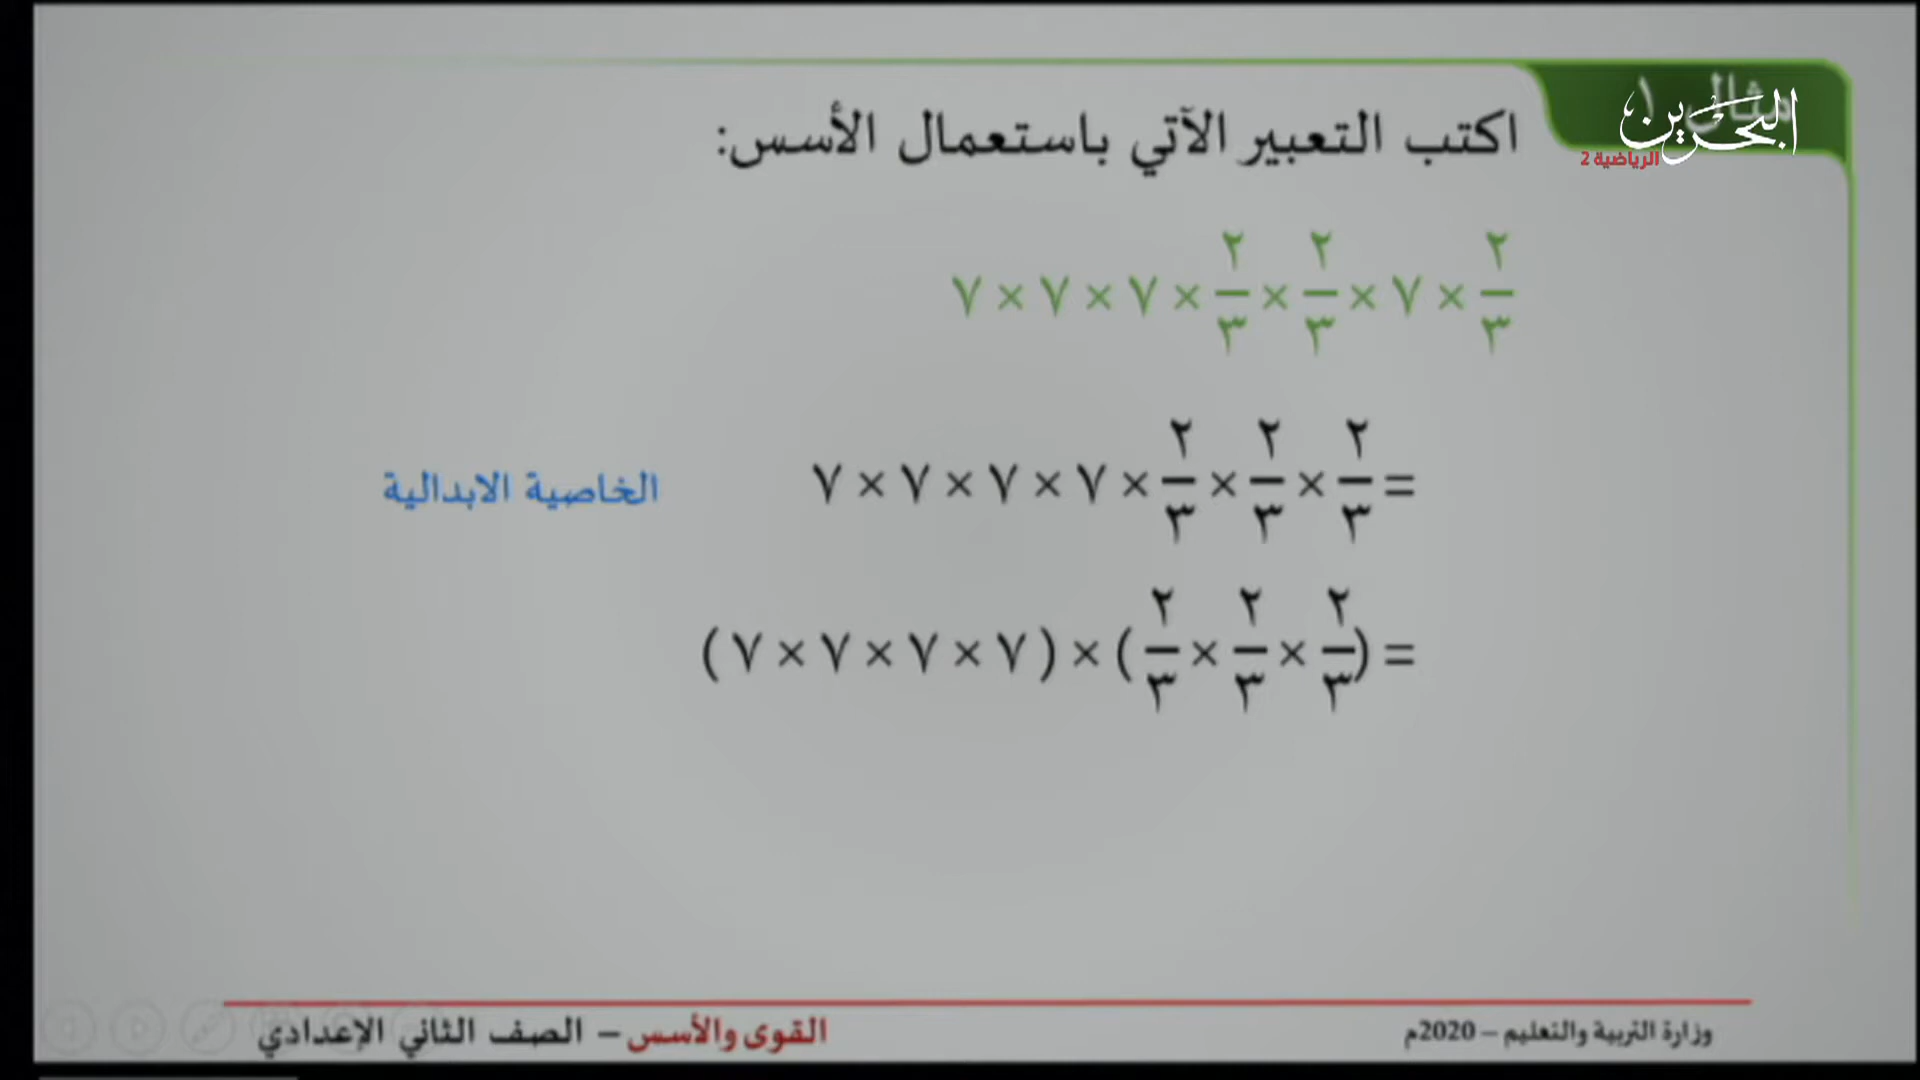 مثال ١
البحرين
الرياضية 2
اكتب التعبير الآتي باستعمال الأسس:
٢/٣ × ٧ × ٢/٣ × ٢/٣ × ٧ × ٧ × ٧
= ٢/٣ × ٢/٣ × ٢/٣ × ٧ × ٧ × ٧ × ٧ الخاصية الابدالية
= (٢/٣ × ٢/٣ × ٢/٣) × (٧ × ٧ × ٧ × ٧)
وزارة التربية والتعليم – 2020م
القوى والأسس – الصف الثاني الإعدادي